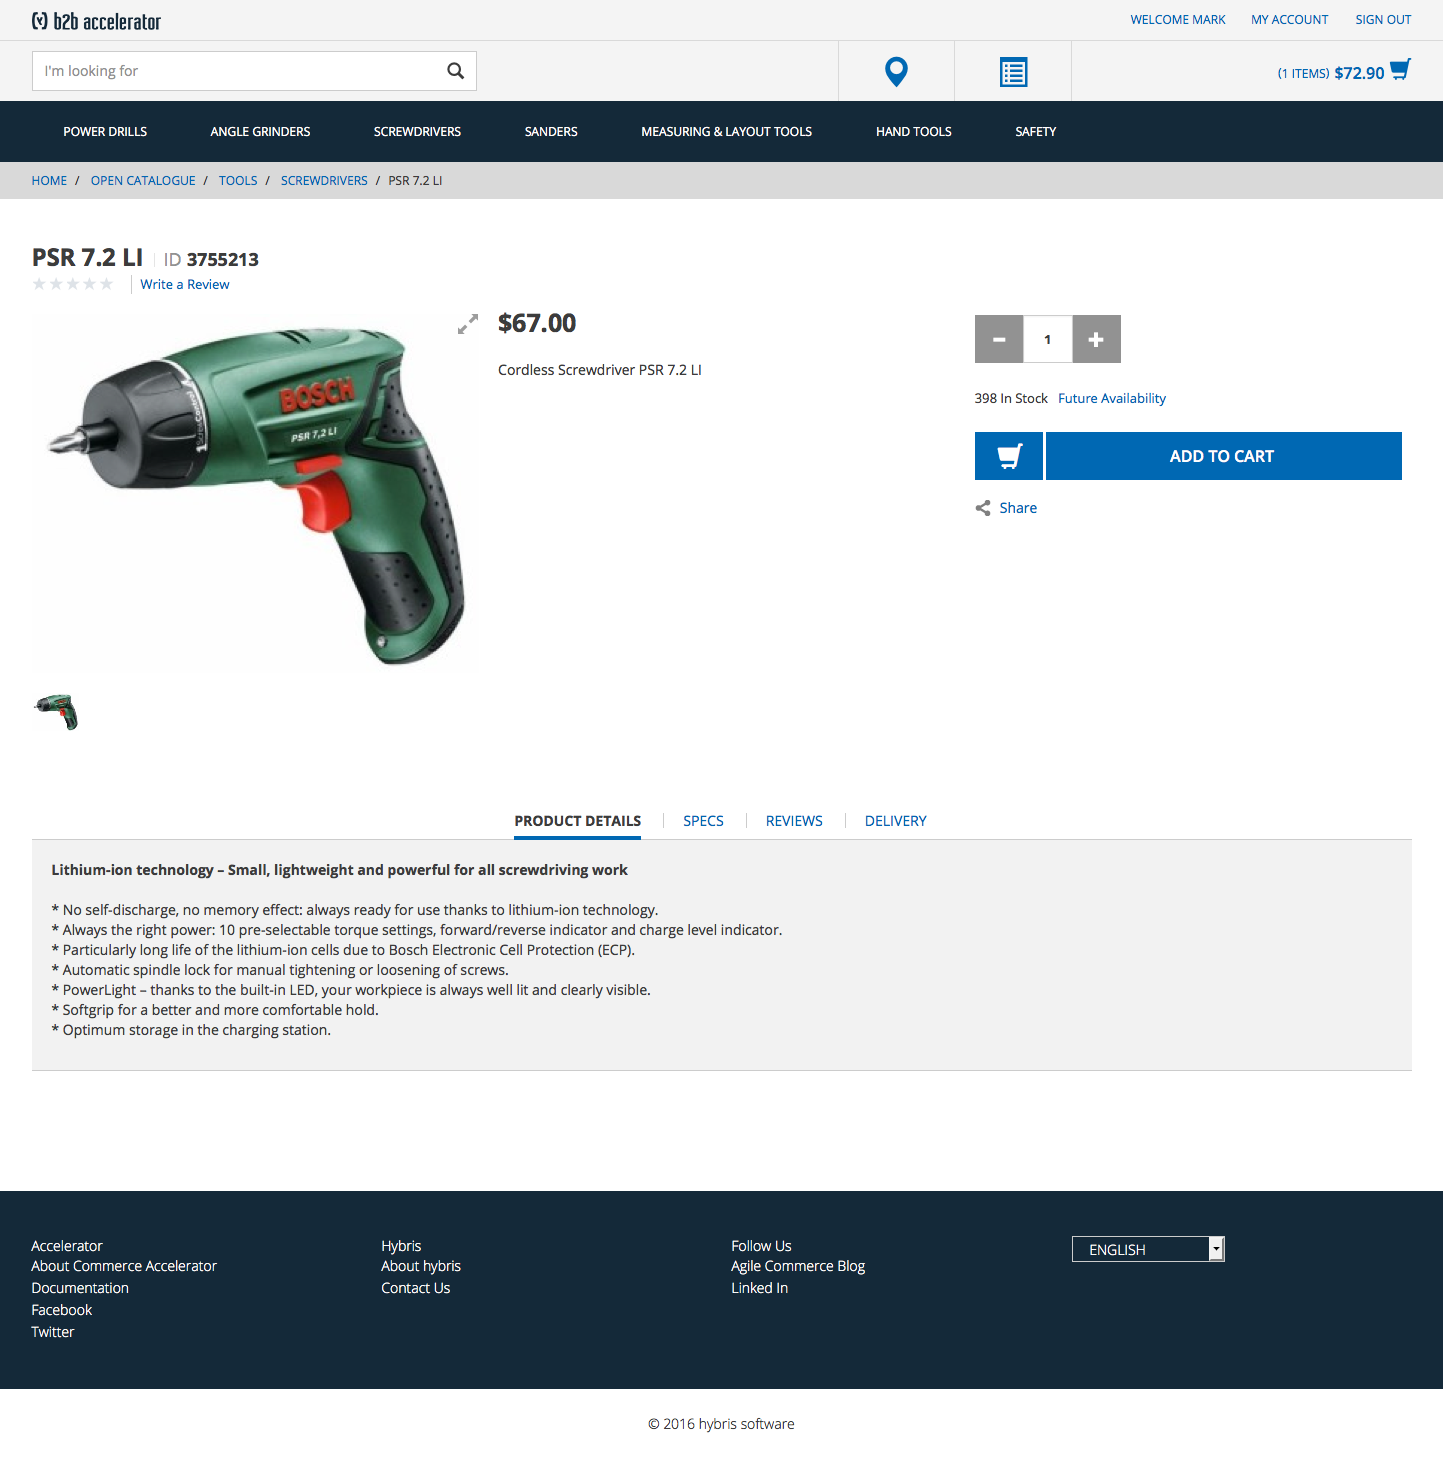 b2b accelerator
WELCOME MARK MY ACCOUNT SIGN OUT
I'm looking for
(1 ITEMS) $72.90
POWER DRILLS ANGLE GRINDERS SCREWDRIVERS SANDERS MEASURING & LAYOUT TOOLS HAND TOOLS SAFETY
HOME / OPEN CATALOGUE / TOOLS / SCREWDRIVERS / PSR 7.2 LI
PSR 7.2 LI ID 3755213
Write a Review
$67.00
Cordless Screwdriver PSR 7.2 LI
BOSCH
PSR 7,2 LI
1
398 In Stock Future Availability
ADD TO CART
Share
PRODUCT DETAILS SPECS REVIEWS DELIVERY
Lithium-ion technology – Small, lightweight and powerful for all screwdriving work
* No self-discharge, no memory effect: always ready for use thanks to lithium-ion technology.
* Always the right power: 10 pre-selectable torque settings, forward/reverse indicator and charge level indicator.
* Particularly long life of the lithium-ion cells due to Bosch Electronic Cell Protection (ECP).
* Automatic spindle lock for manual tightening or loosening of screws.
* PowerLight – thanks to the built-in LED, your workpiece is always well lit and clearly visible.
* Softgrip for a better and more comfortable hold.
* Optimum storage in the charging station.
Accelerator
About Commerce Accelerator
Documentation
Facebook
Twitter
Hybris
About hybris
Contact Us
Follow Us
Agile Commerce Blog
Linked In
ENGLISH
© 2016 hybris software